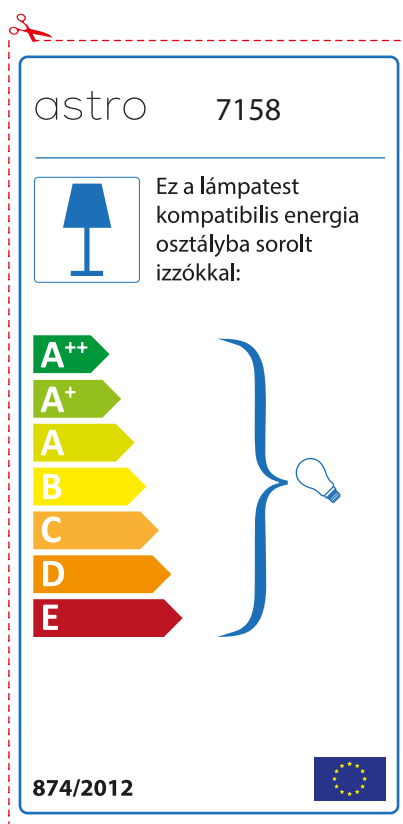 astro 7158
Ez a lámpatest
kompatibilis energia
osztályba sorolt
izzókkal:
A++
A+
A
B
C
D
E
874/2012